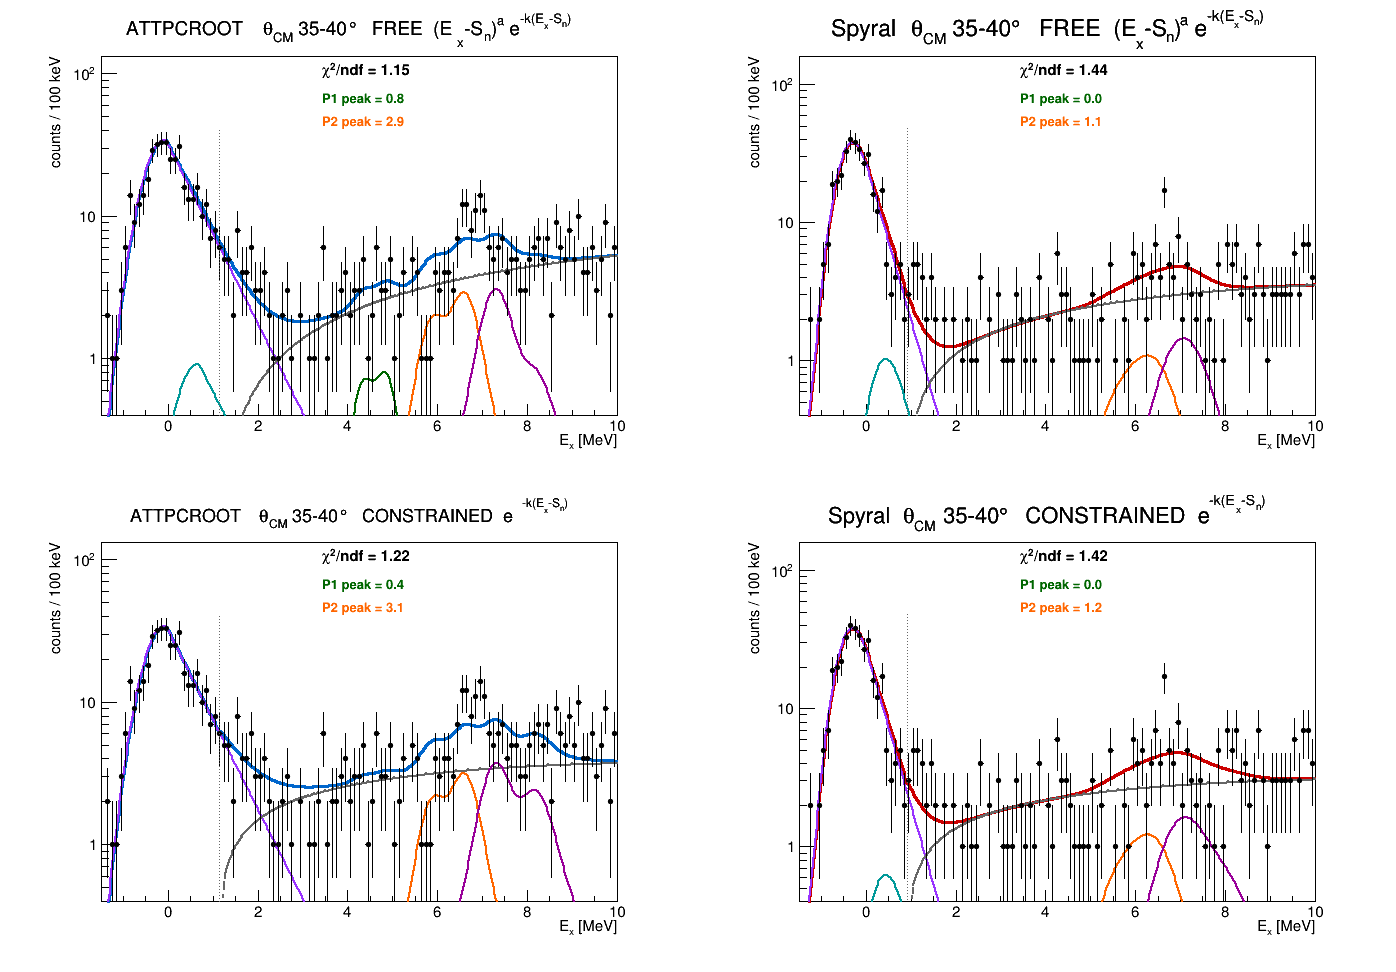 ATTPCROOT θCM 35-40° FREE (Ex-Sn)^a e^-k(Ex-Sn)
χ²/ndf = 1.15
P1 peak = 0.8
P2 peak = 2.9
counts / 100 keV
10²
10
1
0 2 4 6 8 10
Ex [MeV]
Spyral θCM 35-40° FREE (Ex-Sn)^a e^-k(Ex-Sn)
χ²/ndf = 1.44
P1 peak = 0.0
P2 peak = 1.1
counts / 100 keV
10²
10
1
0 2 4 6 8 10
Ex [MeV]
ATTPCROOT θCM 35-40° CONSTRAINED e^-k(Ex-Sn)
χ²/ndf = 1.22
P1 peak = 0.4
P2 peak = 3.1
counts / 100 keV
10²
10
1
0 2 4 6 8 10
Ex [MeV]
Spyral θCM 35-40° CONSTRAINED e^-k(Ex-Sn)
χ²/ndf = 1.42
P1 peak = 0.0
P2 peak = 1.2
counts / 100 keV
10²
10
1
0 2 4 6 8 10
Ex [MeV]